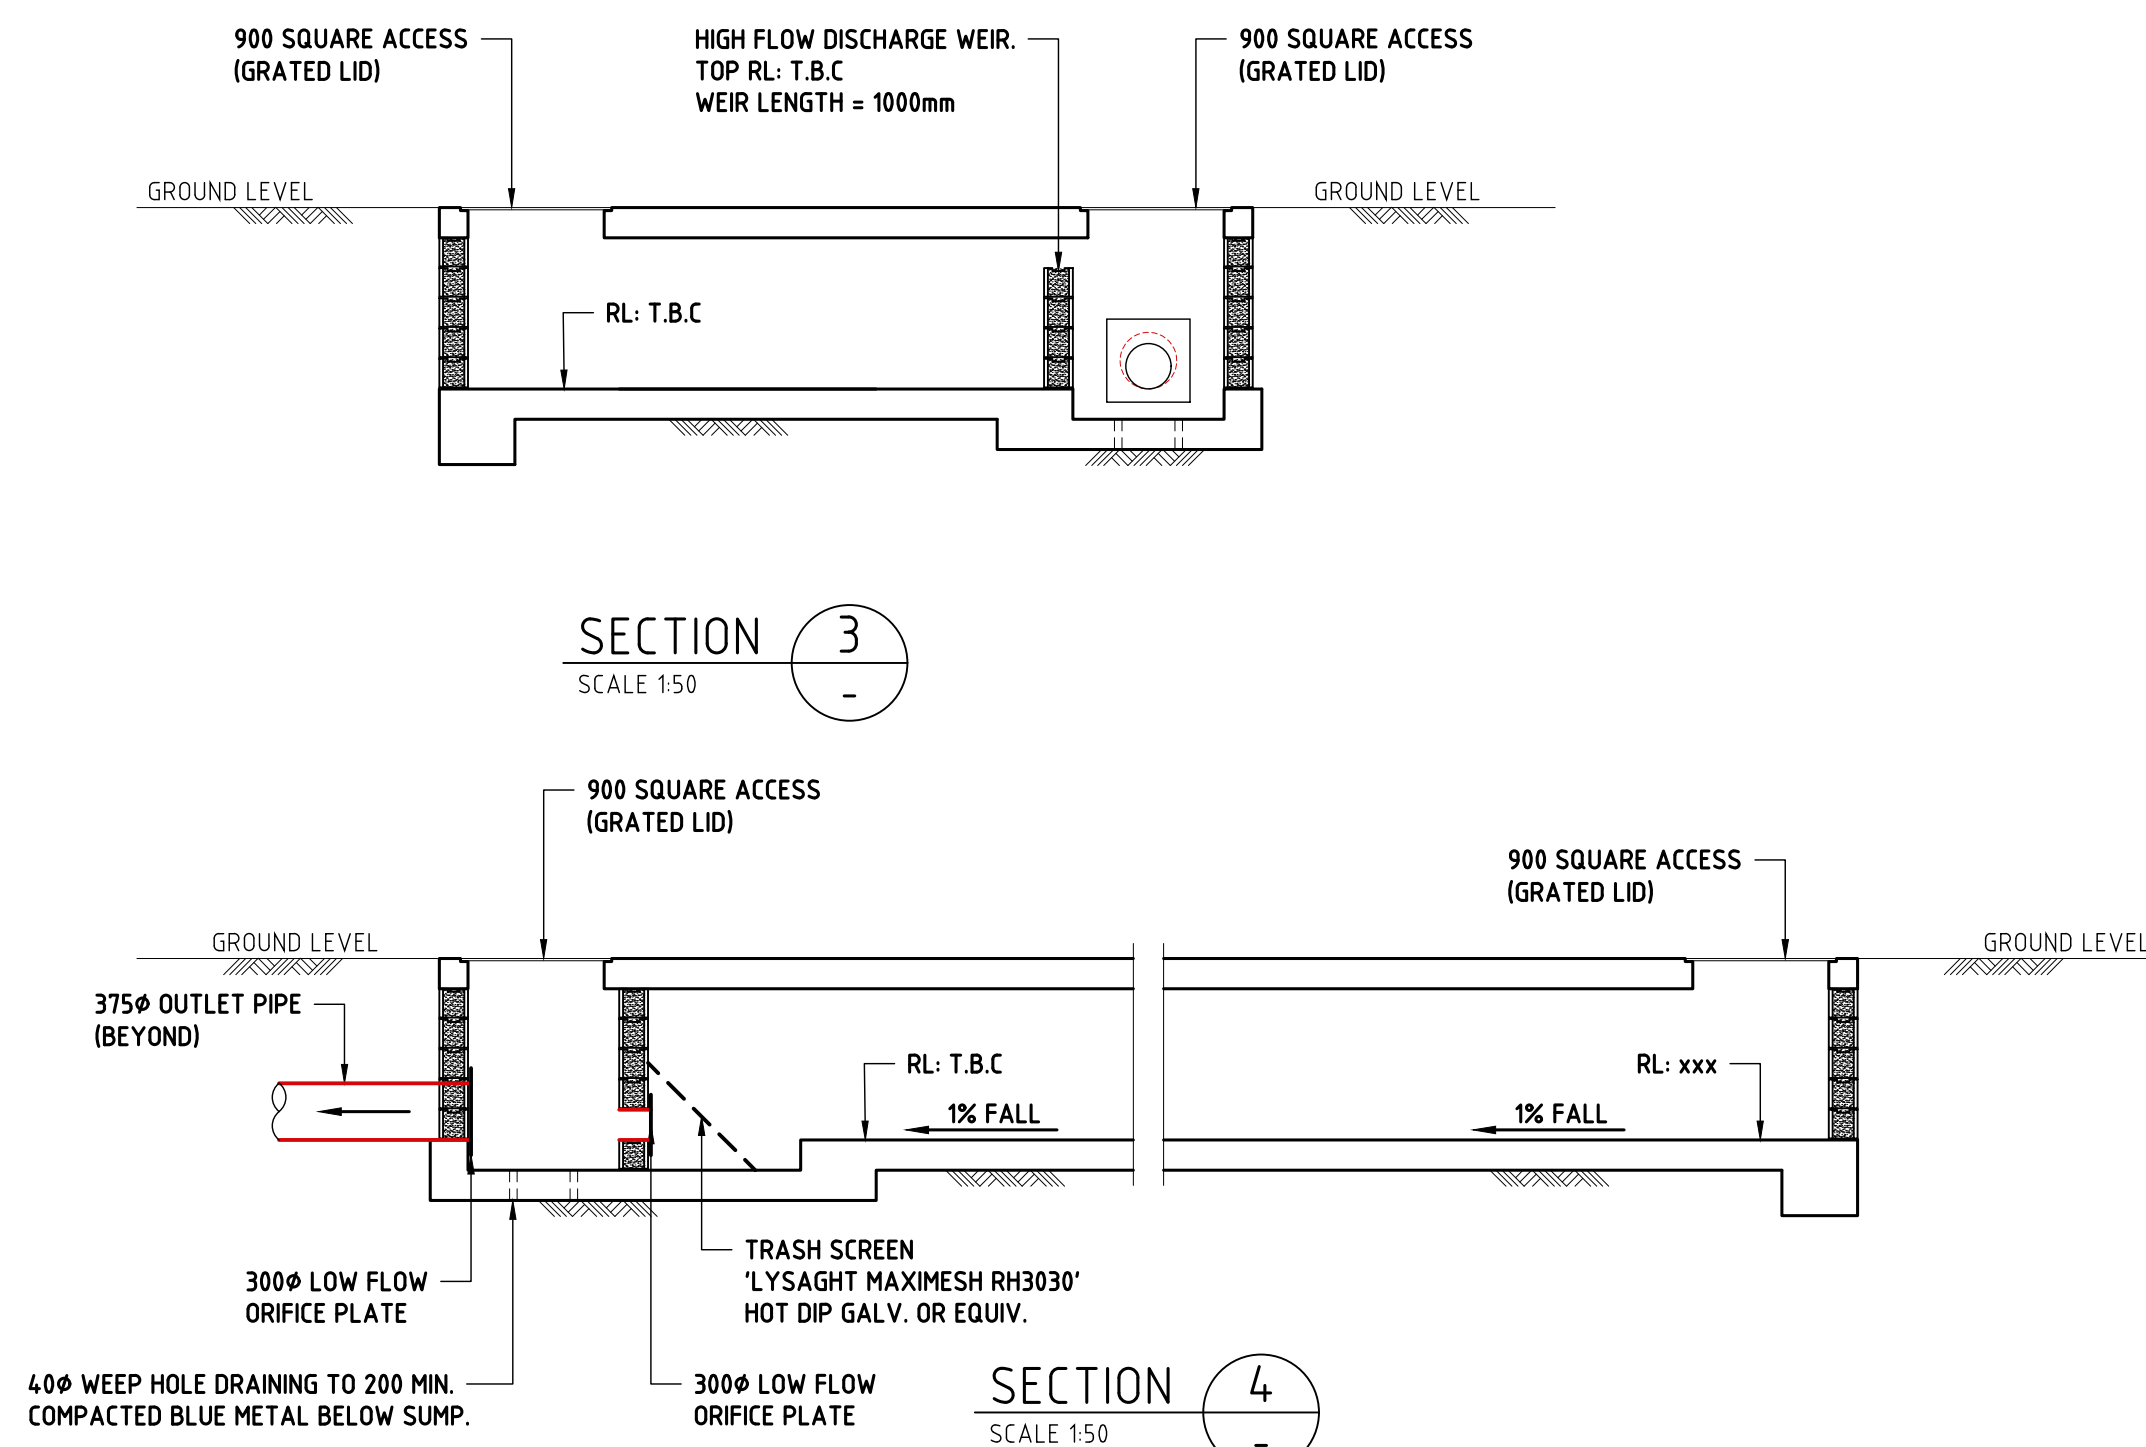 900 SQUARE ACCESS
(GRATED LID)
HIGH FLOW DISCHARGE WEIR.
TOP RL: T.B.C
WEIR LENGTH = 1000mm
900 SQUARE ACCESS
(GRATED LID)
GROUND LEVEL
GROUND LEVEL
RL: T.B.C
SECTION
3
SCALE 1:50
-
900 SQUARE ACCESS
(GRATED LID)
900 SQUARE ACCESS
(GRATED LID)
GROUND LEVEL
GROUND LEVEL
375Ø OUTLET PIPE
(BEYOND)
RL: T.B.C
RL: xxx
1% FALL
1% FALL
TRASH SCREEN
'LYSAGHT MAXIMESH RH3030'
HOT DIP GALV. OR EQUIV.
300Ø LOW FLOW
ORIFICE PLATE
40Ø WEEP HOLE DRAINING TO 200 MIN.
COMPACTED BLUE METAL BELOW SUMP.
300Ø LOW FLOW
ORIFICE PLATE
SECTION
4
SCALE 1:50
-